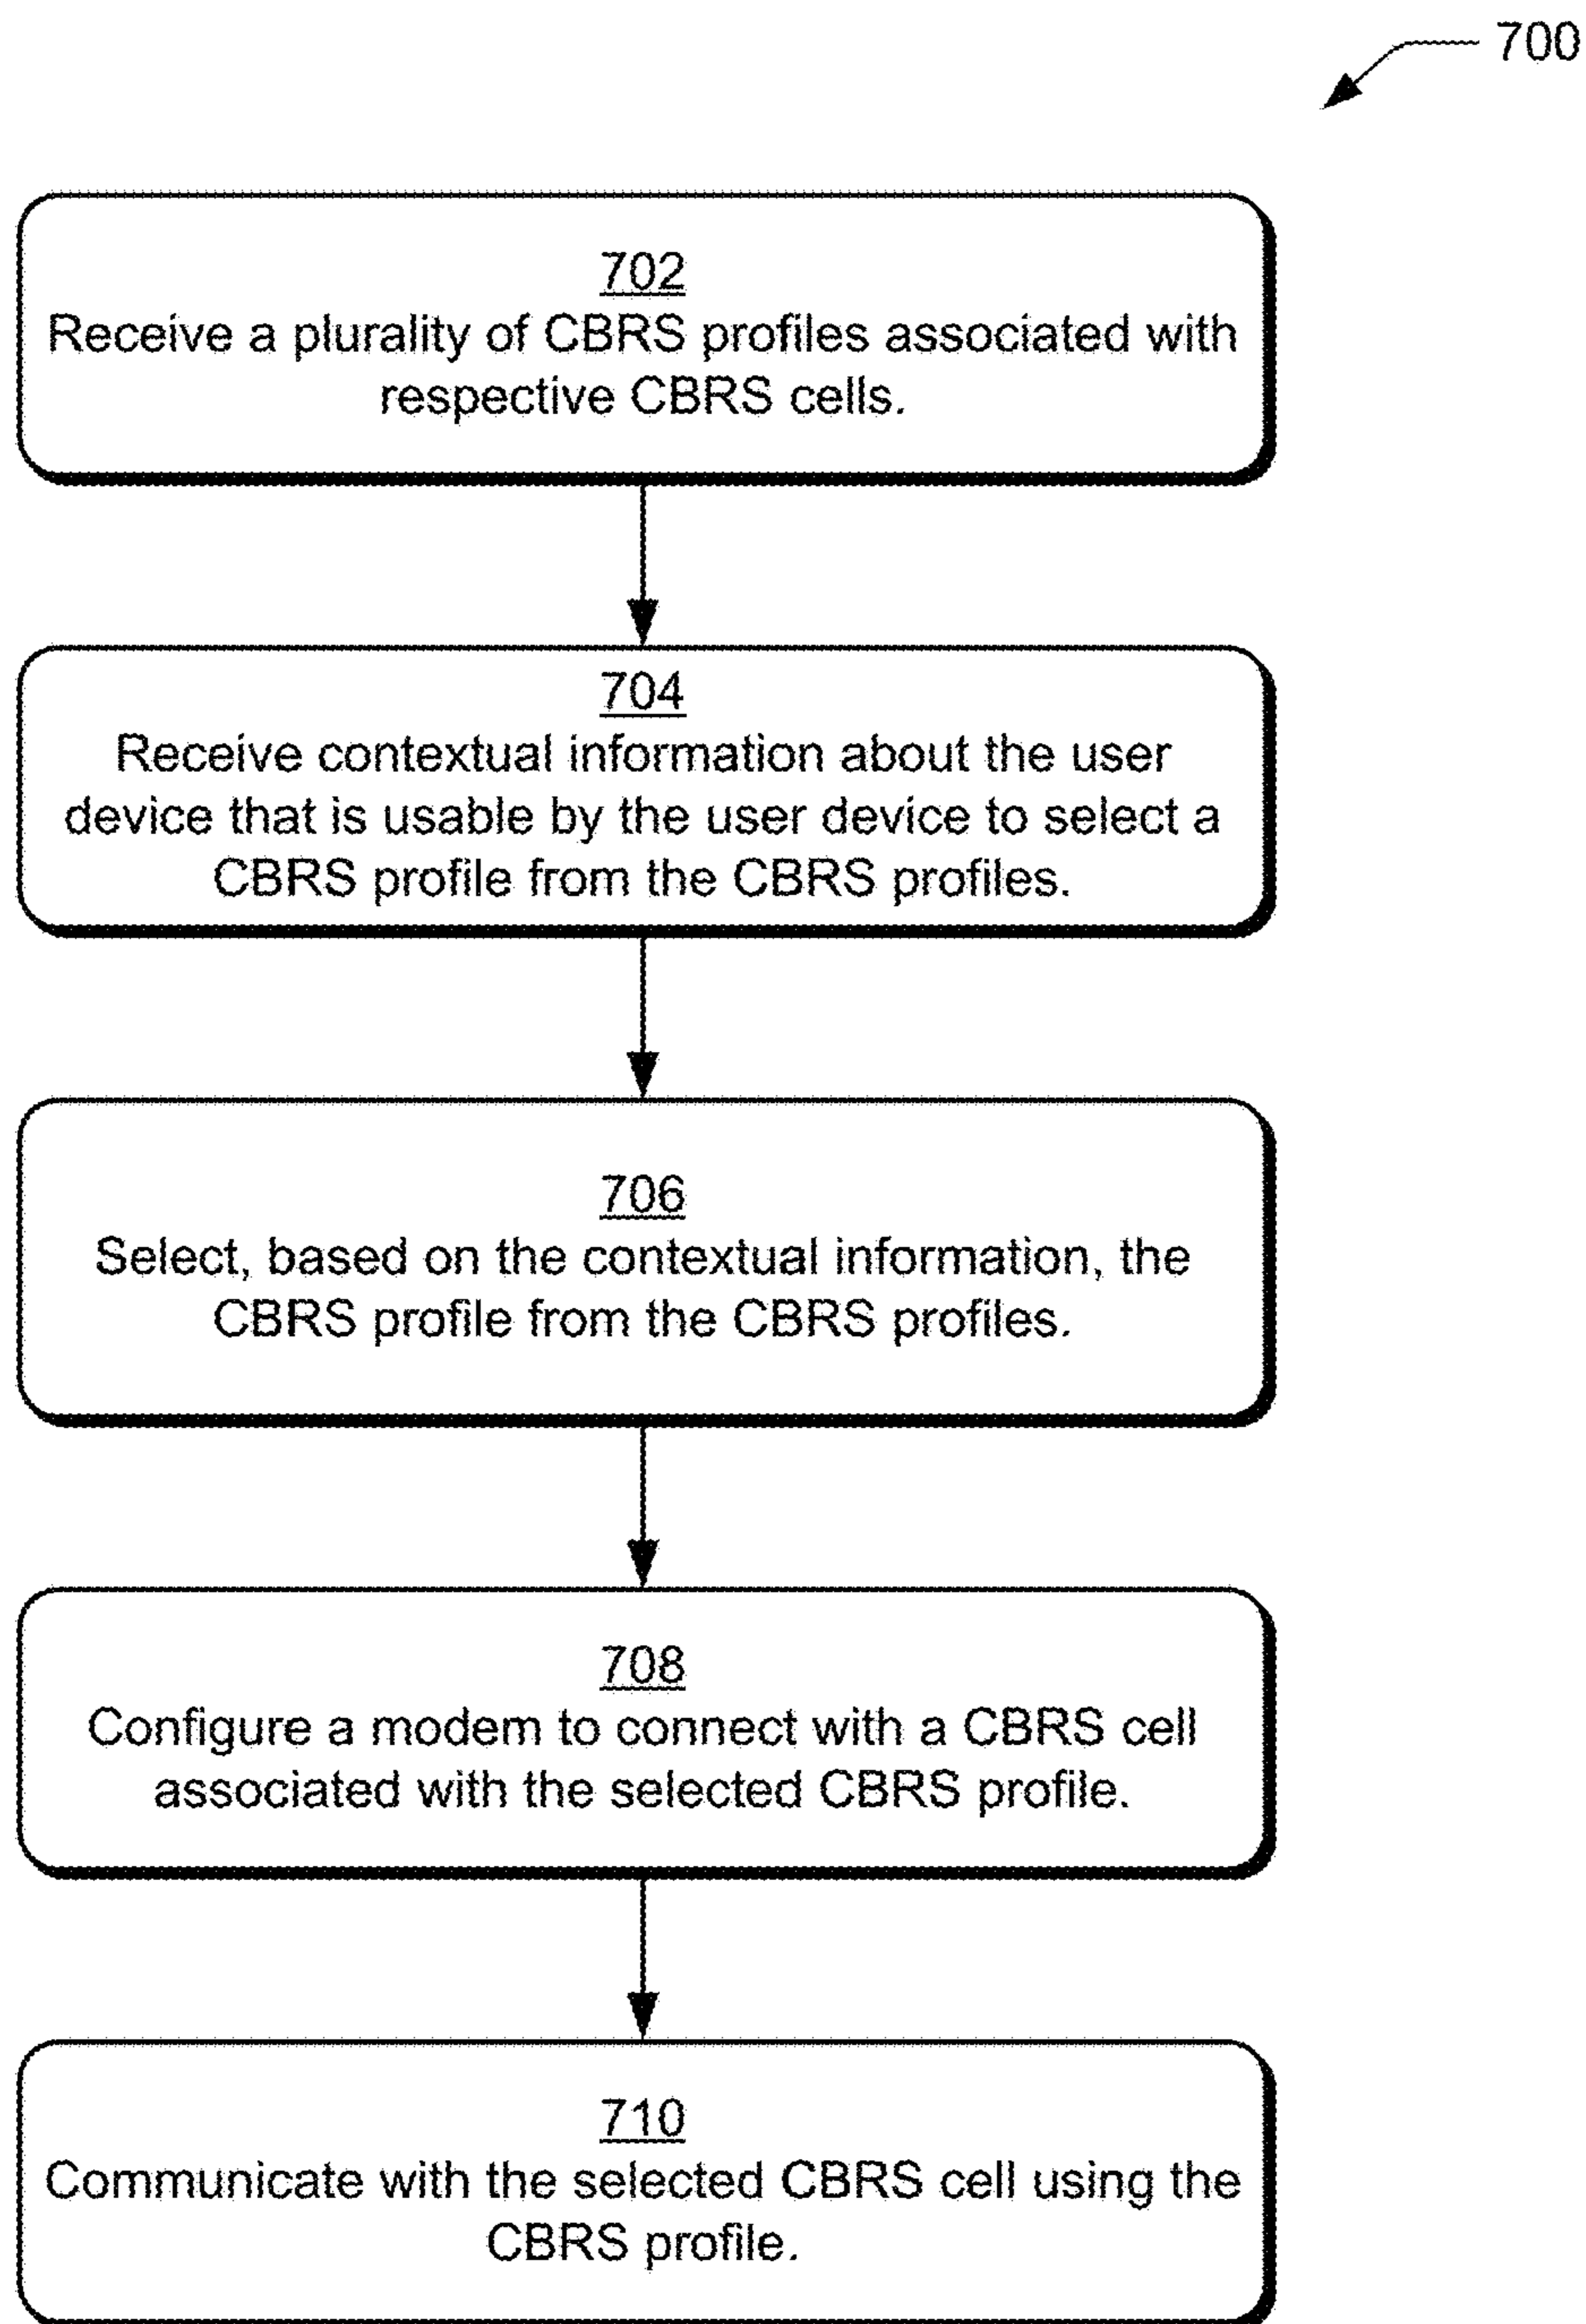 700
702
Receive a plurality of CBRS profiles associated with
respective CBRS cells.
704
Receive contextual information about the user
device that is usable by the user device to select a
CBRS profile from the CBRS profiles.
706
Select, based on the contextual information, the
CBRS profile from the CBRS profiles.
708
Configure a modem to connect with a CBRS cell
associated with the selected CBRS profile.
710
Communicate with the selected CBRS cell using the
CBRS profile.